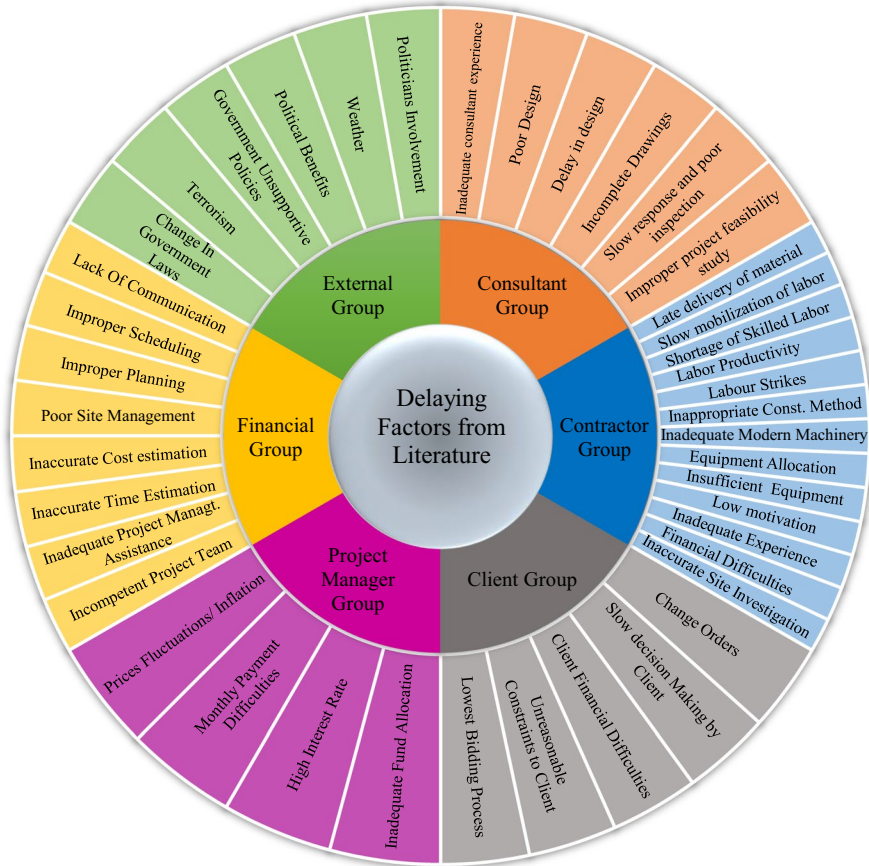 Delaying
Factors from
Literature
External
Group
Consultant
Group
Contractor
Group
Client Group
Project
Manager
Group
Financial
Group
Inadequate consultant experience
Poor Design
Delay in design
Incomplete Drawings
Slow response and poor
inspection
Improper project feasibility
study
Late delivery of material
Slow mobilization of labor
Shortage of Skilled Labor
Labor Productivity
Labour Strikes
Inappropriate Const. Method
Inadequate Modern Machinery
Equipment Allocation
Insufficient Equipment
Low motivation
Inadequate Experience
Financial Difficulties
Inaccurate Site Investigation
Change Orders
Slow decision Making by
Client
Client Financial Difficulties
Unreasonable
Constraints to Client
Lowest Bidding Process
Inadequate Fund Allocation
High Interest Rate
Monthly Payment
Difficulties
Prices Fluctuations/ Inflation
Incompetent Project Team
Inadequate Project Managt.
Assistance
Inaccurate Time Estimation
Inaccurate Cost estimation
Poor Site Management
Improper Planning
Improper Scheduling
Lack Of Communication
Change In
Government
Laws
Terrorism
Government Unsupportive
Policies
Political Benefits
Weather
Politicians Involvement